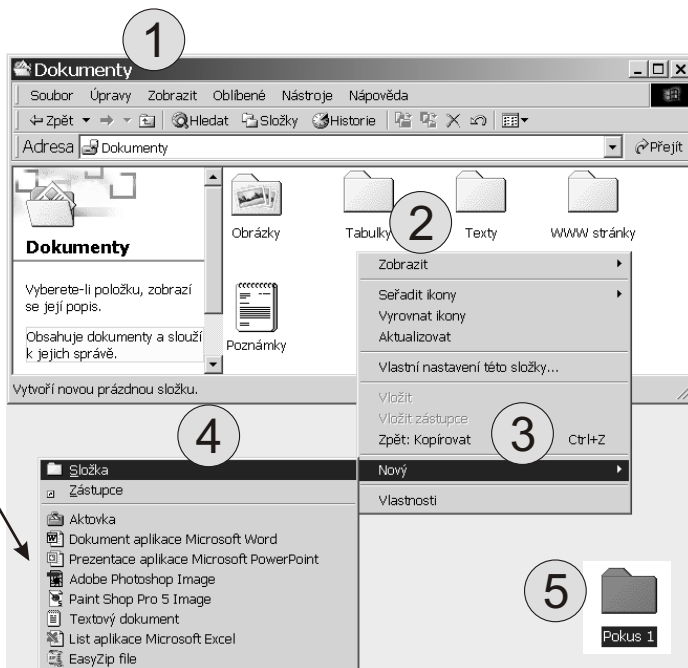 1
Dokumenty
Soubor Úpravy Zobrazit Oblíbené Nástroje Nápověda
Zpět Hledat Složky Historie
Adresa Dokumenty Přejít
Obrázky Tabulky Texty WWW stránky
2
Dokumenty
Vyberete-li položku, zobrazí
se její popis.
Obsahuje dokumenty a slouží
k jejich správě.
Poznámky
Vytvoří novou prázdnou složku.
Zobrazit
Seřadit ikony
Vyrovnat ikony
Aktualizovat
Vlastní nastavení této složky...
Vložit
Vložit zástupce
Zpět: Kopírovat Ctrl+Z
3
Nový
Vlastnosti
4
Složka
Zástupce
Aktovka
Dokument aplikace Microsoft Word
Prezentace aplikace Microsoft PowerPoint
Adobe Photoshop Image
Paint Shop Pro 5 Image
Textový dokument
List aplikace Microsoft Excel
EasyZip file
5
Pokus 1